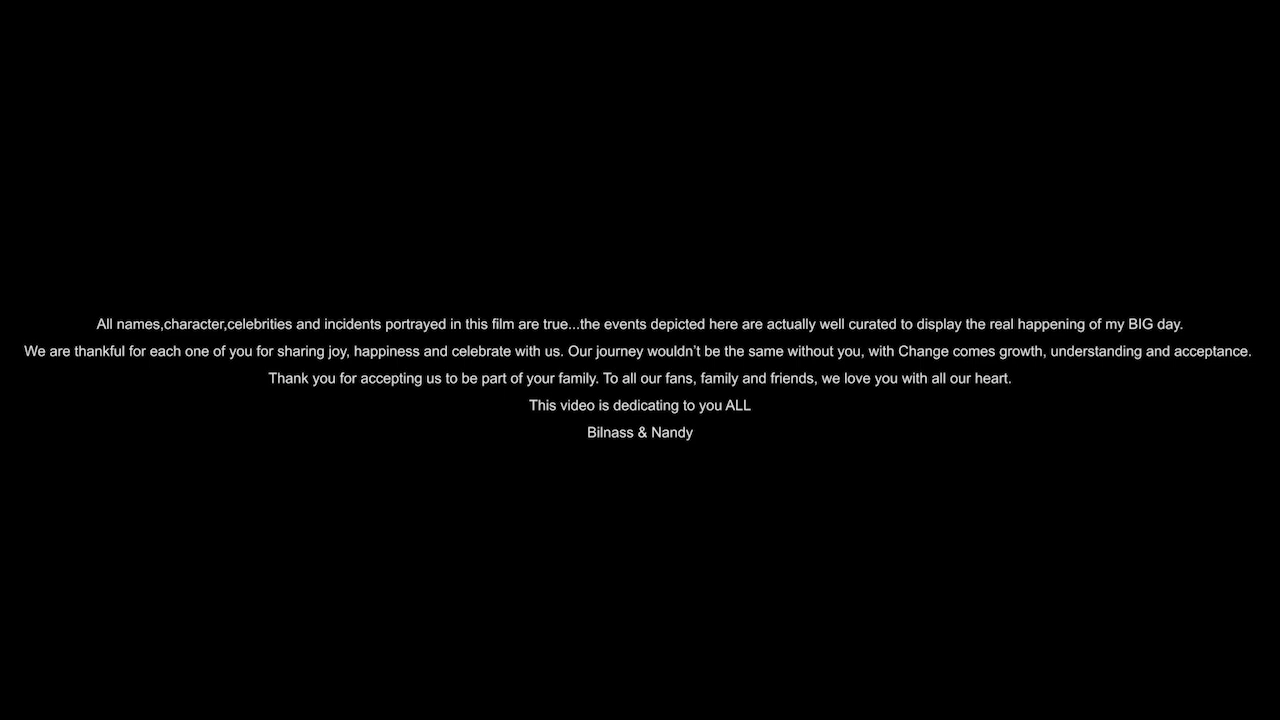 All names,character,celebrities and incidents portrayed in this film are true...the events depicted here are actually well curated to display the real happening of my BIG day.
We are thankful for each one of you for sharing joy, happiness and celebrate with us. Our journey wouldn’t be the same without you, with Change comes growth, understanding and acceptance.
Thank you for accepting us to be part of your family. To all our fans, family and friends, we love you with all our heart.
This video is dedicating to you ALL
Bilnass & Nandy